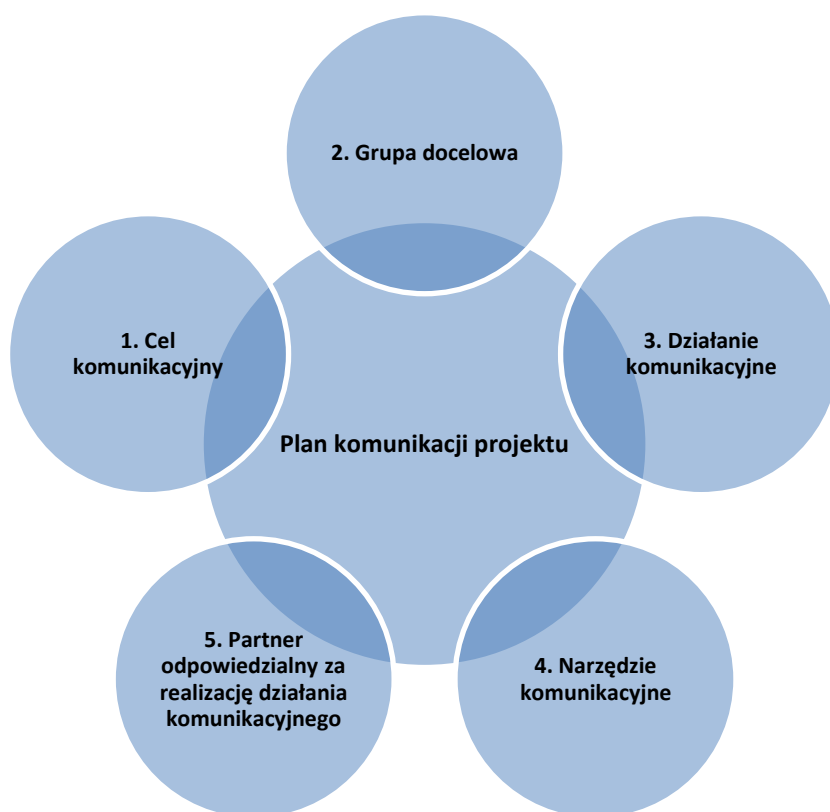 2. Grupa docelowa
1. Cel
komunikacyjny
3. Działanie
komunikacyjne
Plan komunikacji projektu
5. Partner
odpowiedzialny za
realizację działania
komunikacyjnego
4. Narzędzie
komunikacyjne